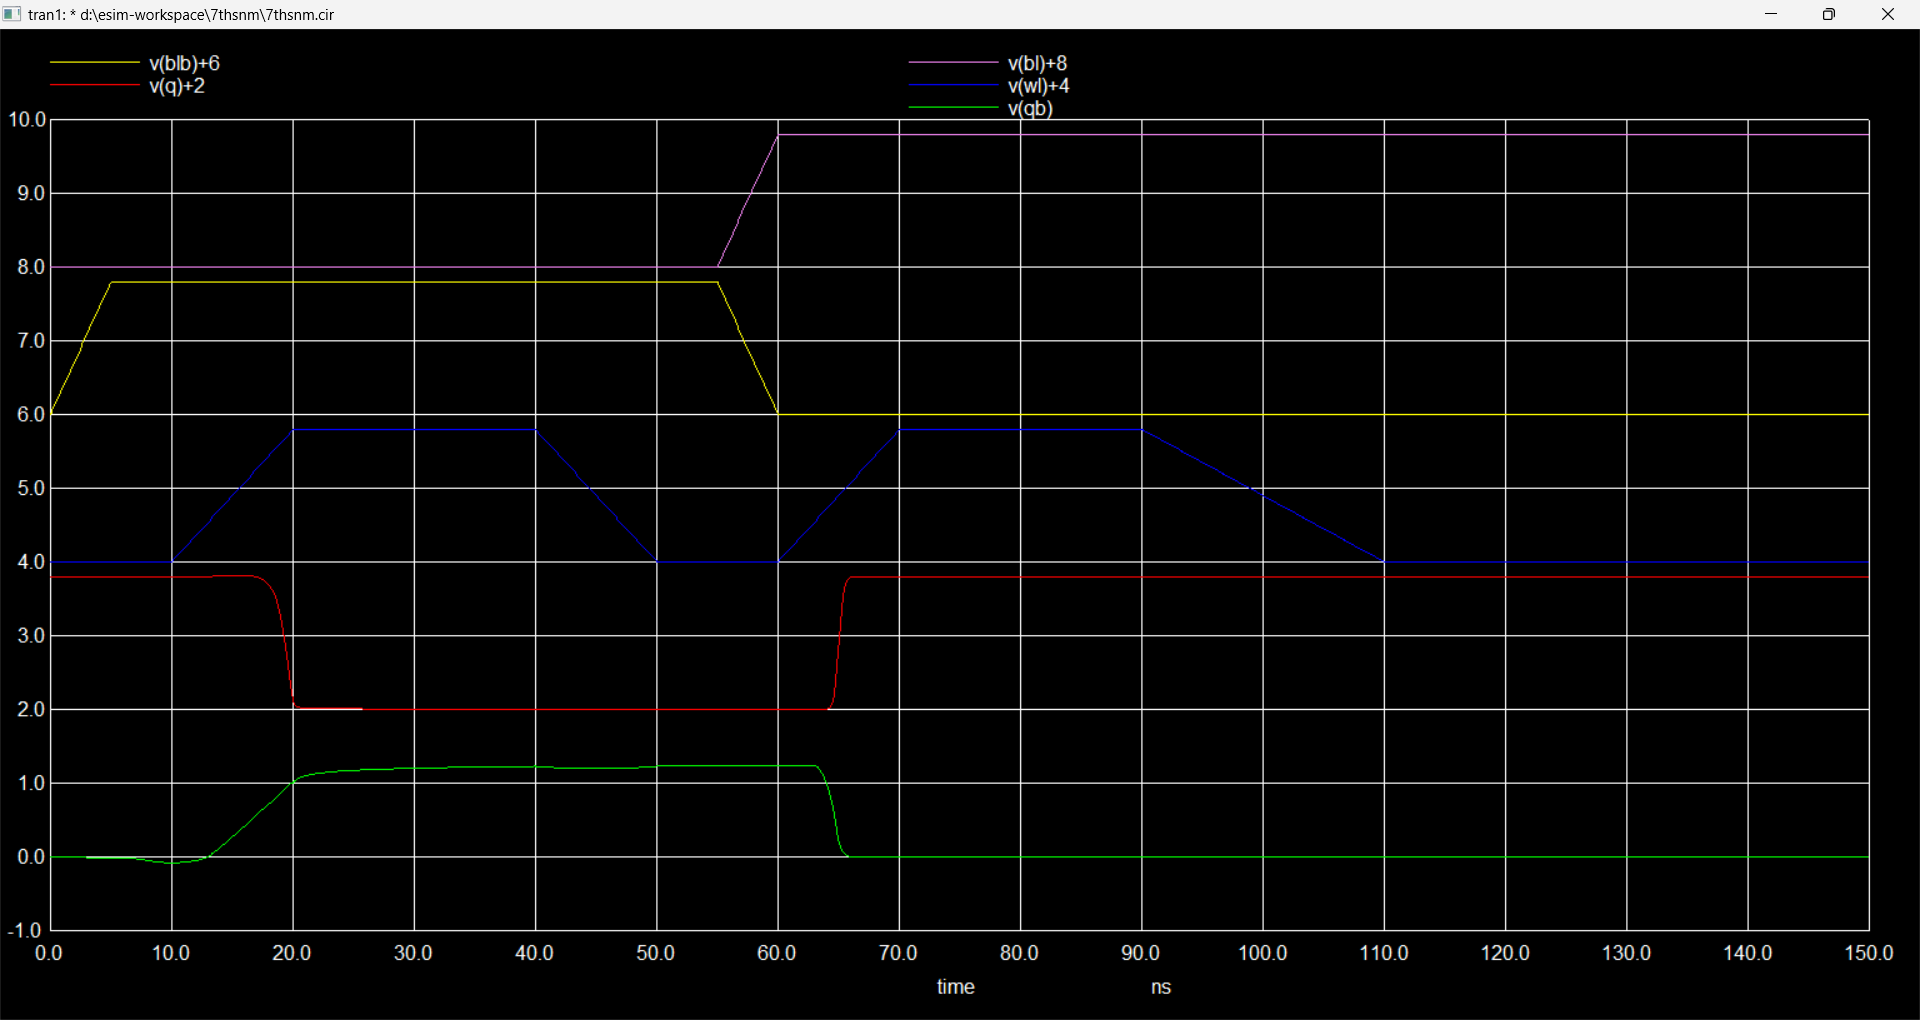 tran1: * d:\esim-workspace\7thsnm\7thsnm.cir
v(blb)+6
v(q)+2
v(bl)+8
v(wl)+4
v(qb)
10.0
9.0
8.0
7.0
6.0
5.0
4.0
3.0
2.0
1.0
0.0
-1.0
0.0 10.0 20.0 30.0 40.0 50.0 60.0 70.0 80.0 90.0 100.0 110.0 120.0 130.0 140.0 150.0
time ns